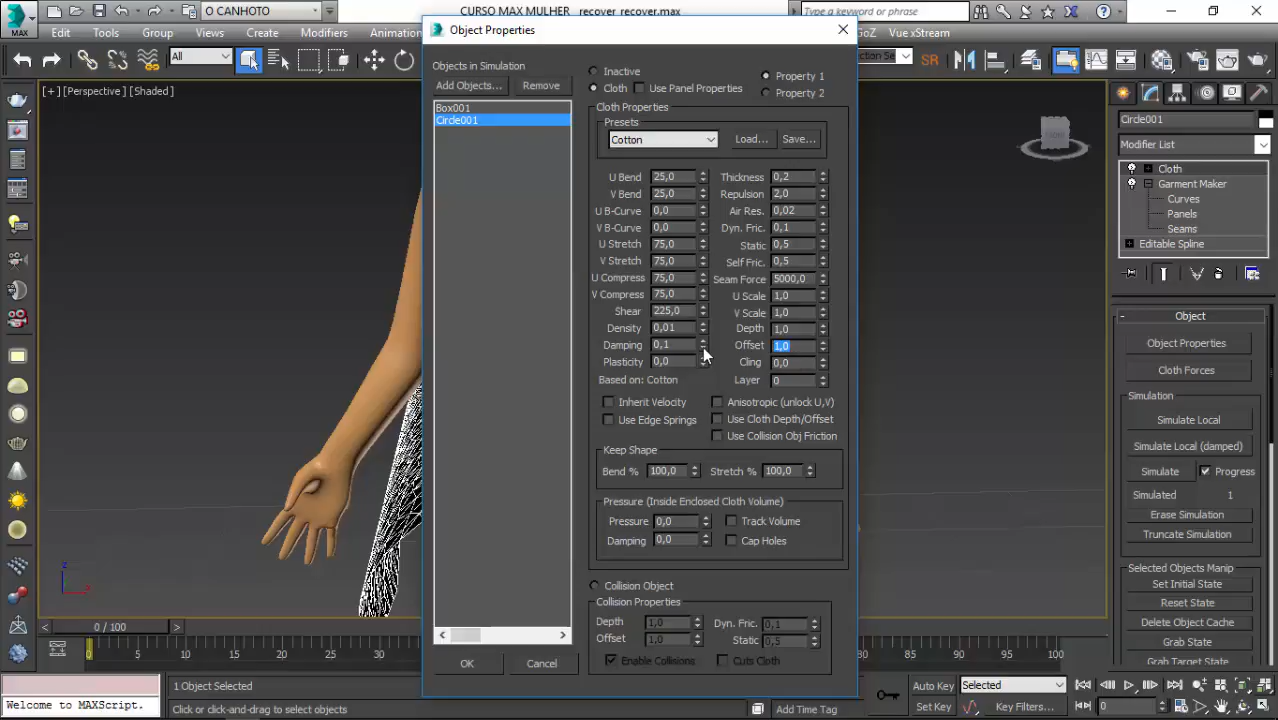 O CANHOTO
CURSO MAX MULHER _recover_recover.max
Type a keyword or phrase
MAX
Edit
Tools
Group
Views
Create
Modifiers
Animation
GoZ
Vue xStream
All
[+] [Perspective] [Shaded]
Object Properties
Objects in Simulation
Add Objects...
Remove
Box001
Circle001
Inactive
Cloth
Use Panel Properties
Property 1
Property 2
Cloth Properties
Presets
Cotton
Load...
Save...
U Bend 25,0
Thickness 0,2
V Bend 25,0
Repulsion 2,0
U B-Curve 0,0
Air Res. 0,02
V B-Curve 0,0
Dyn. Fric. 0,1
U Stretch 75,0
Static 0,5
V Stretch 75,0
Self Fric. 0,5
U Compress 75,0
Seam Force 5000,0
V Compress 75,0
U Scale 1,0
Shear 225,0
V Scale 1,0
Density 0,01
Depth 1,0
Damping 0,1
Offset 1,0
Plasticity 0,0
Cling 0,0
Based on: Cotton
Layer 0
Inherit Velocity
Anisotropic (unlock U,V)
Use Edge Springs
Use Cloth Depth/Offset
Use Collision Obj Friction
Keep Shape
Bend % 100,0
Stretch % 100,0
Pressure (Inside Enclosed Cloth Volume)
Pressure 0,0
Track Volume
Damping 0,0
Cap Holes
Collision Object
Collision Properties
Depth 1,0
Dyn. Fric. 0,1
Offset 1,0
Static 0,5
Enable Collisions
Cuts Cloth
OK
Cancel
Circle001
Modifier List
Cloth
Garment Maker
Curves
Panels
Seams
Editable Spline
- Object
Object Properties
Cloth Forces
Simulation
Simulate Local
Simulate Local (damped)
Simulate
Progress
Simulated 1
Erase Simulation
Truncate Simulation
Selected Objects Manip
Set Initial State
Reset State
Delete Object Cache
Grab State
Grab Target State
z
x
0 / 100
0 5 10 15 20 25 30 35 65 70 75 80 85 90 95 100
1 Object Selected
Welcome to MAXScript.
Click or click-and-drag to select objects
Add Time Tag
Auto Key
Selected
Set Key
Key Filters...
0